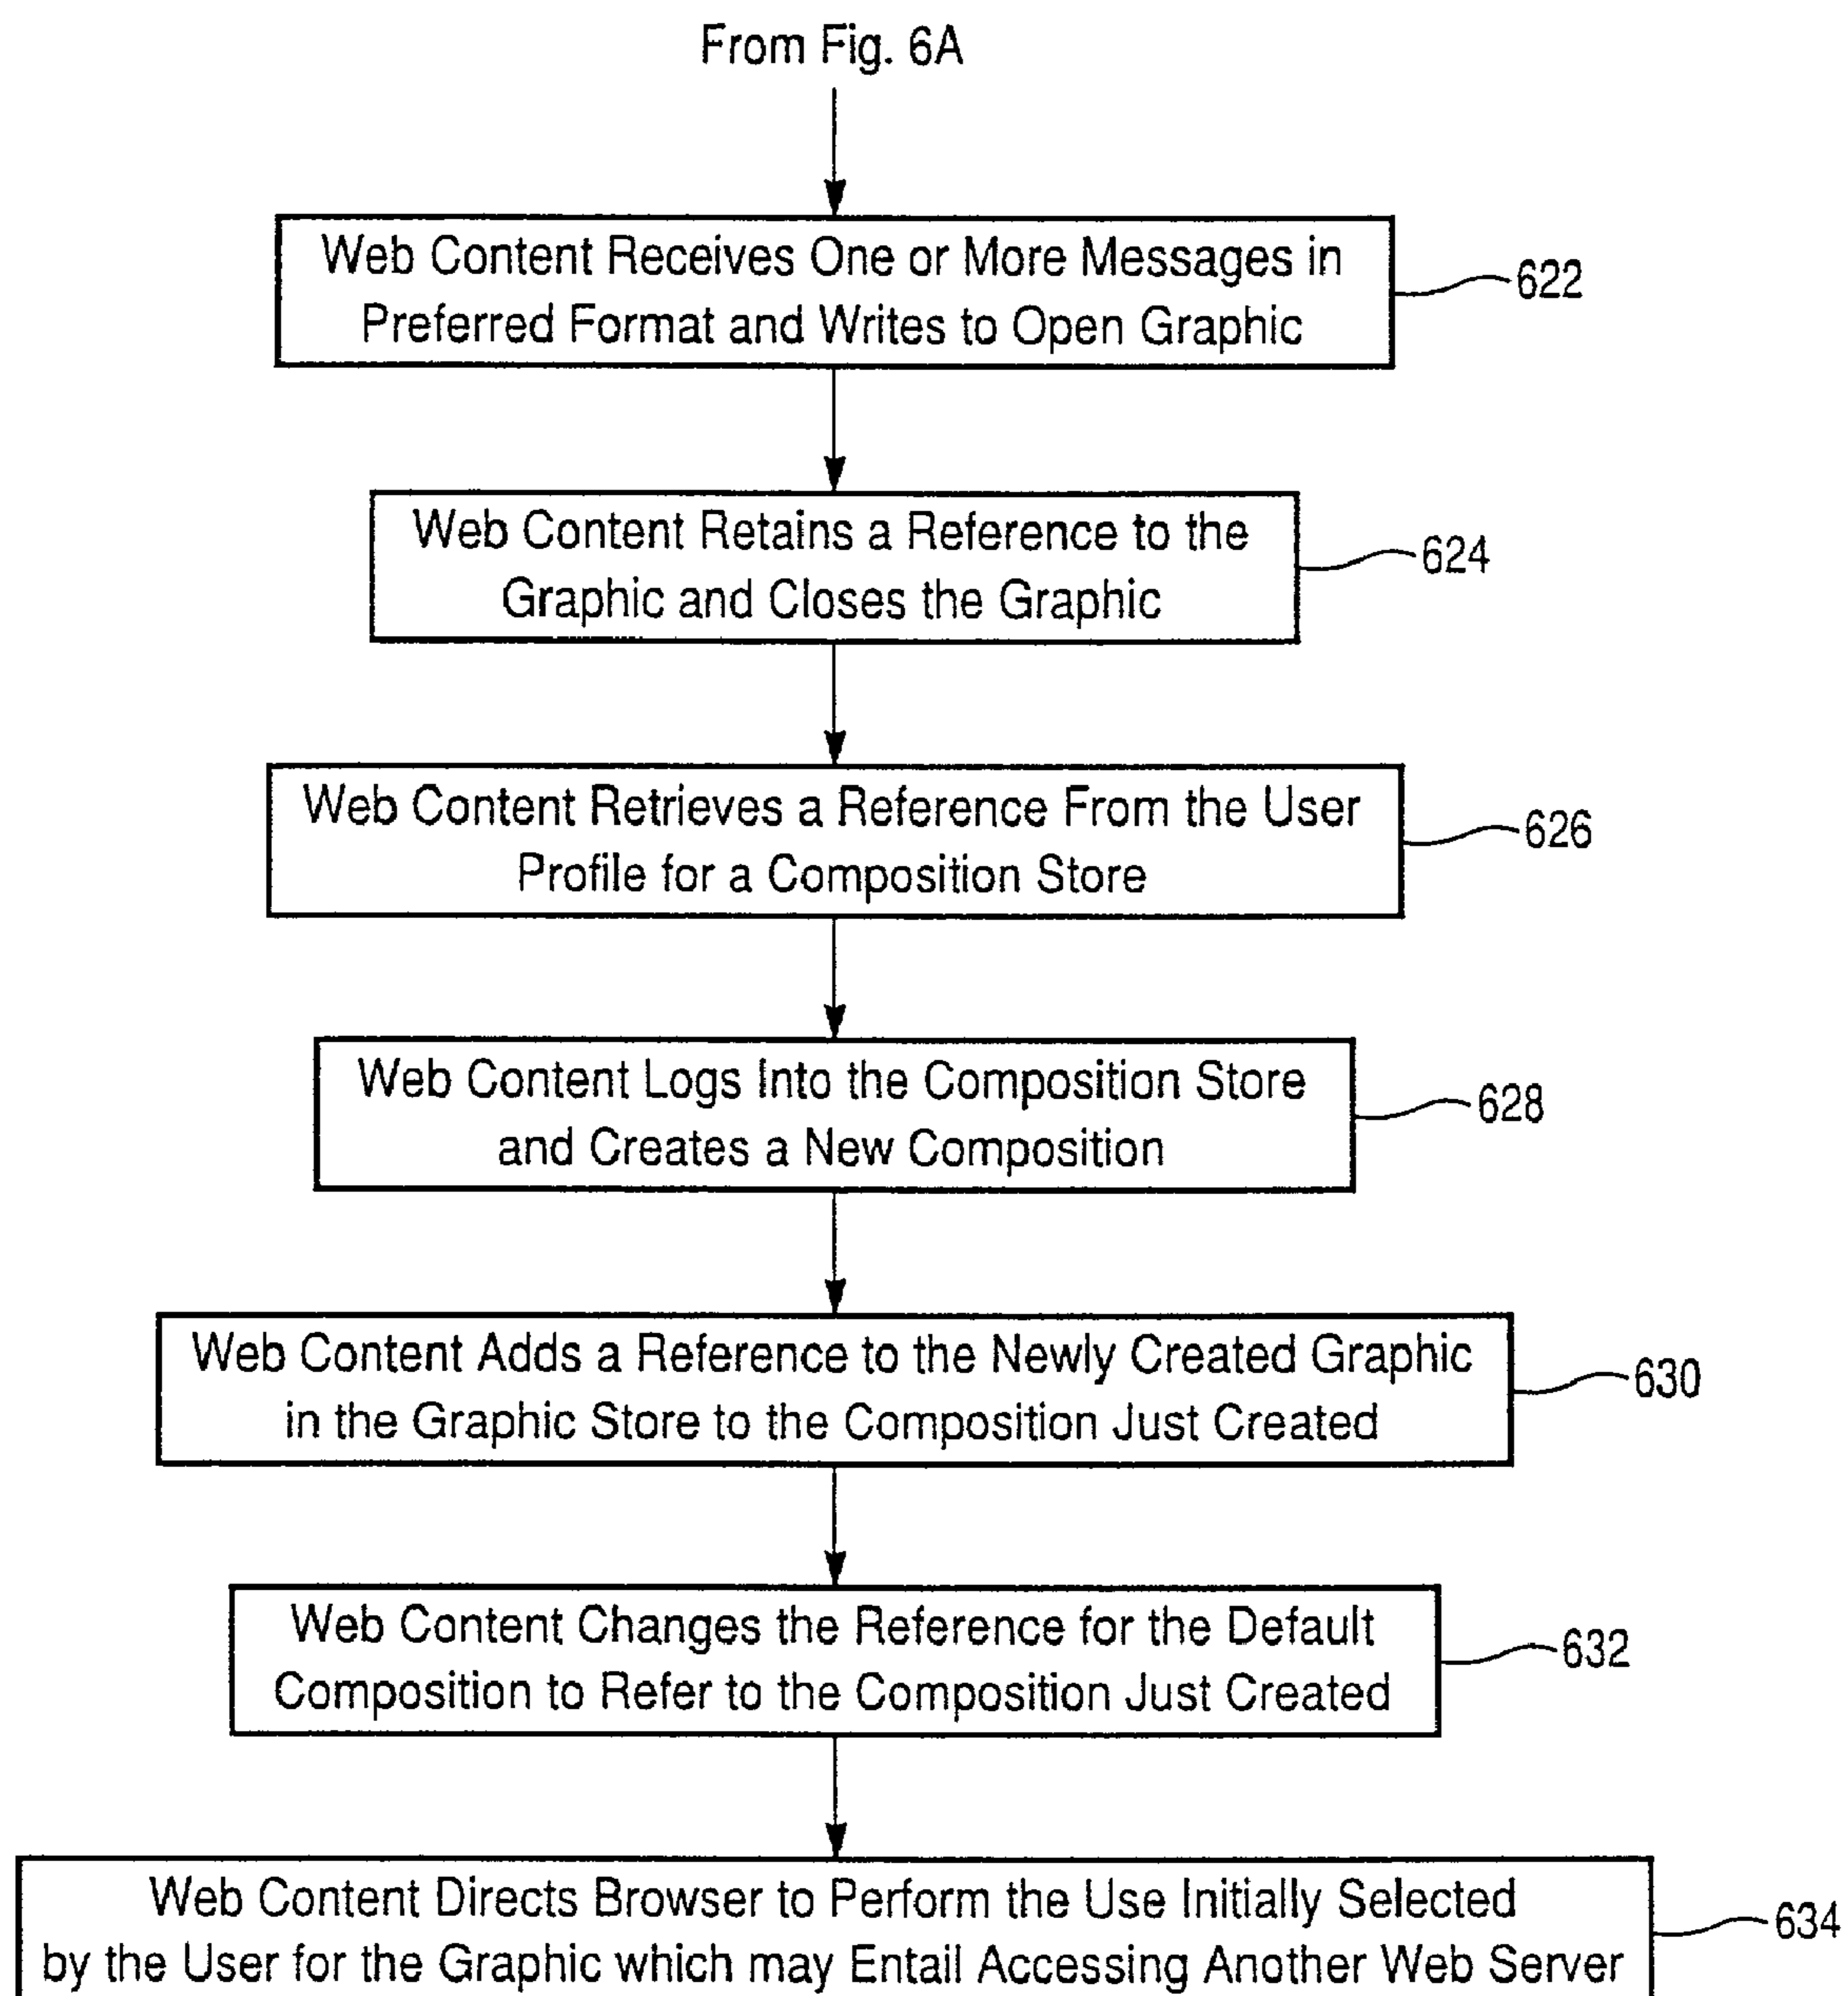 From Fig. 6A
Web Content Receives One or More Messages in
Preferred Format and Writes to Open Graphic
622
Web Content Retains a Reference to the
Graphic and Closes the Graphic
624
Web Content Retrieves a Reference From the User
Profile for a Composition Store
626
Web Content Logs Into the Composition Store
and Creates a New Composition
628
Web Content Adds a Reference to the Newly Created Graphic
in the Graphic Store to the Composition Just Created
630
Web Content Changes the Reference for the Default
Composition to Refer to the Composition Just Created
632
Web Content Directs Browser to Perform the Use Initially Selected
by the User for the Graphic which may Entail Accessing Another Web Server
634